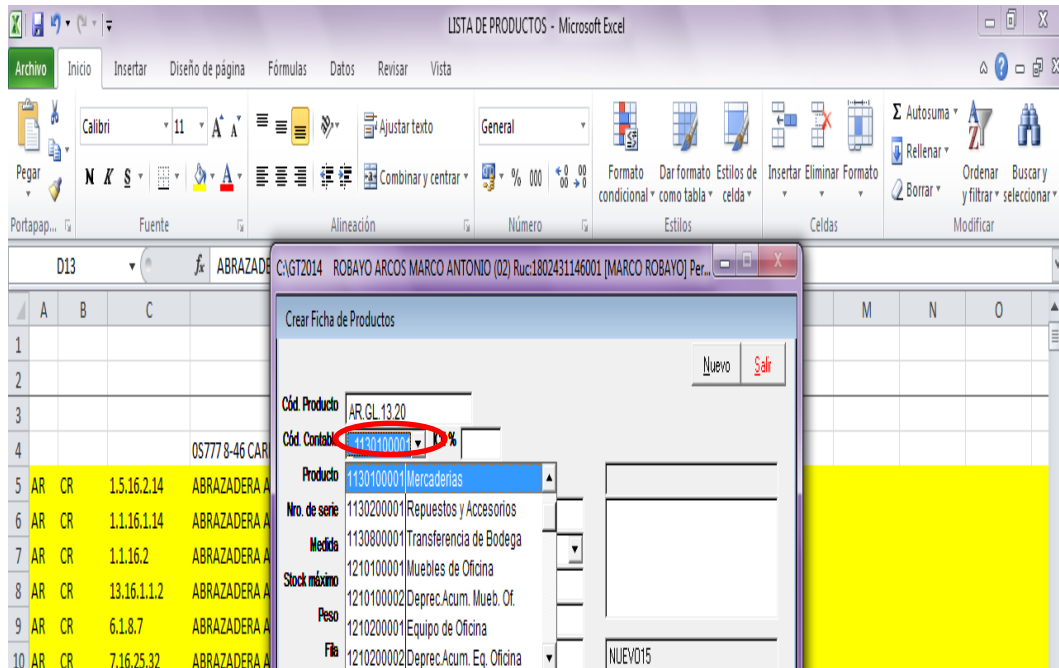 LISTA DE PRODUCTOS - Microsoft Excel
Archivo Inicio Insertar Diseño de página Fórmulas Datos Revisar Vista
Pegar
Calibri 11 A A
N K S A
Ajustar texto
Combinar y centrar
General
% 000
Formato condicional
Dar formato como tabla
Estilos de celda
Insertar Eliminar Formato
Σ Autosuma
Rellenar
Borrar
Ordenar y filtrar
Buscar y seleccionar
Portapap... Fuente Alineación Número Estilos Celdas Modificar
D13 fx ABRAZADE
C:\GT2014 ROBAYO ARCOS MARCO ANTONIO (02) Ruc:1802431146001 [MARCO ROBAYO] Per...
A B C M N O
Crear Ficha de Productos
Nuevo Salir
1
2
3
4 0S777 8-46 CAR
5 AR CR 1.5.16.2.14 ABRAZADERA A
6 AR CR 1.1.16.1.14 ABRAZADERA A
7 AR CR 1.1.16.2 ABRAZADERA A
8 AR CR 13.16.1.1.2 ABRAZADERA A
9 AR CR 6.1.8.7 ABRAZADERA A
10 AR CR 7.16.25.32 ABRAZADERA A
Cód. Producto AR.GL.13.20
Cód. Contable 1130100001 %
Producto
Nro. de serie
Medida
Stock máximo
Peso
Fila
1130100001 Mercaderias
1130200001 Repuestos y Accesorios
1130800001 Transferencia de Bodega
1210100001 Muebles de Oficina
1210100002 Deprec.Acum. Mueb. Of.
1210200001 Equipo de Oficina
1210200002 Deprec.Acum. Eq. Oficina
NUEVO15